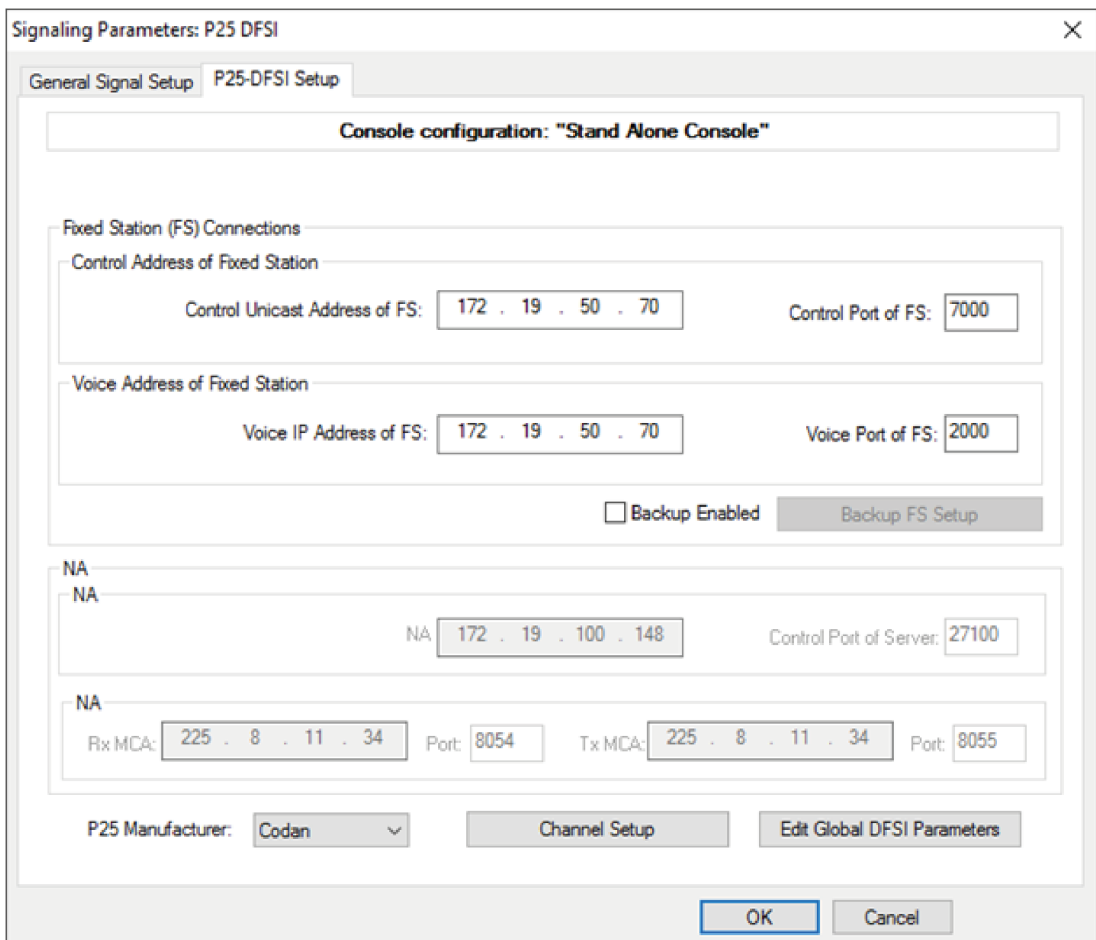 Signaling Parameters: P25 DFSI
General Signal Setup P25-DFSI Setup
Console configuration: "Stand Alone Console"
Fixed Station (FS) Connections
Control Address of Fixed Station
Control Unicast Address of FS: 172 . 19 . 50 . 70 Control Port of FS: 7000
Voice Address of Fixed Station
Voice IP Address of FS: 172 . 19 . 50 . 70 Voice Port of FS: 2000
Backup Enabled Backup FS Setup
NA
NA
NA 172 . 19 . 100 . 148 Control Port of Server: 27100
NA
Rx MCA: 225 . 8 . 11 . 34 Port: 8054 Tx MCA: 225 . 8 . 11 . 34 Port: 8055
P25 Manufacturer: Codan Channel Setup Edit Global DFSI Parameters
OK Cancel